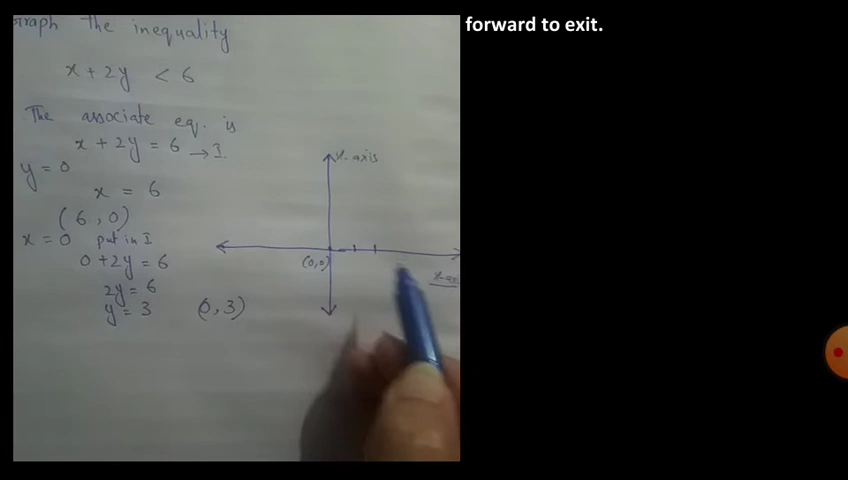 forward to exit.
Graph the inequality
x + 2y < 6
The associate eq. is
x + 2y = 6 → I
y = 0
x = 6
(6, 0)
x = 0 put in I
0 + 2y = 6
2y = 6
y = 3 (0, 3)
(0,0)